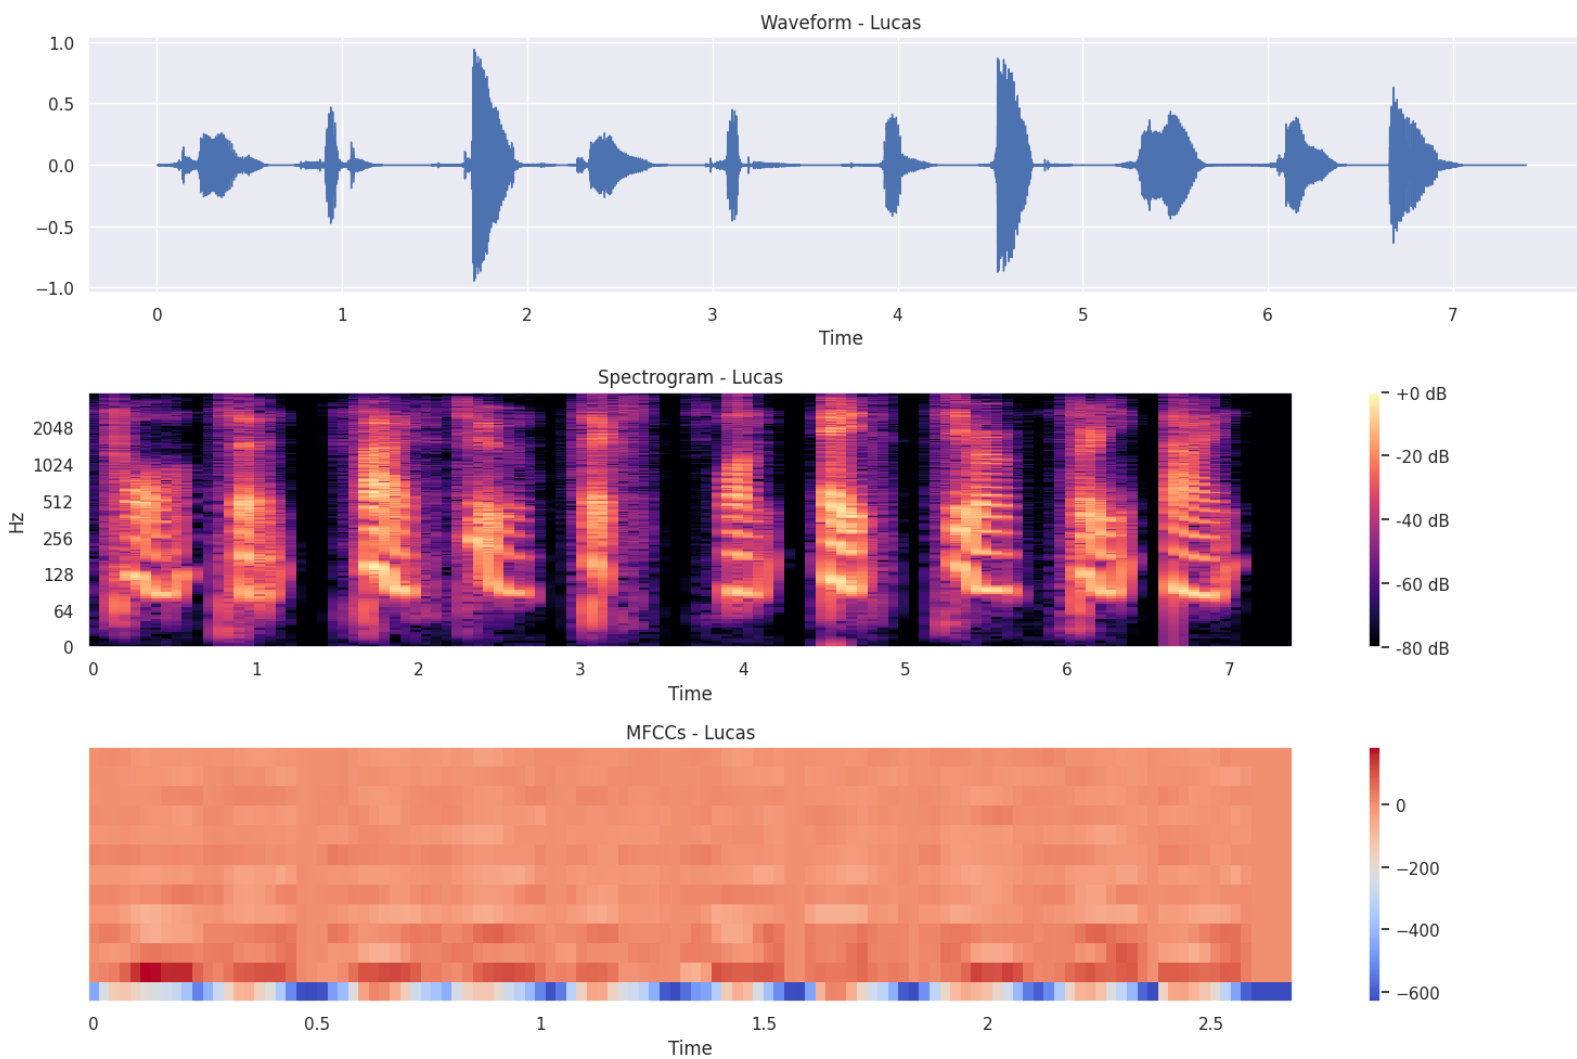 Waveform - Lucas
1.0
0.5
0.0
−0.5
−1.0
0 1 2 3 4 5 6 7
Time
Spectrogram - Lucas
Hz
2048
1024
512
256
128
64
0
0 1 2 3 4 5 6 7
Time
+0 dB
-20 dB
-40 dB
-60 dB
-80 dB
MFCCs - Lucas
0 0.5 1 1.5 2 2.5
Time
0
−200
−400
−600